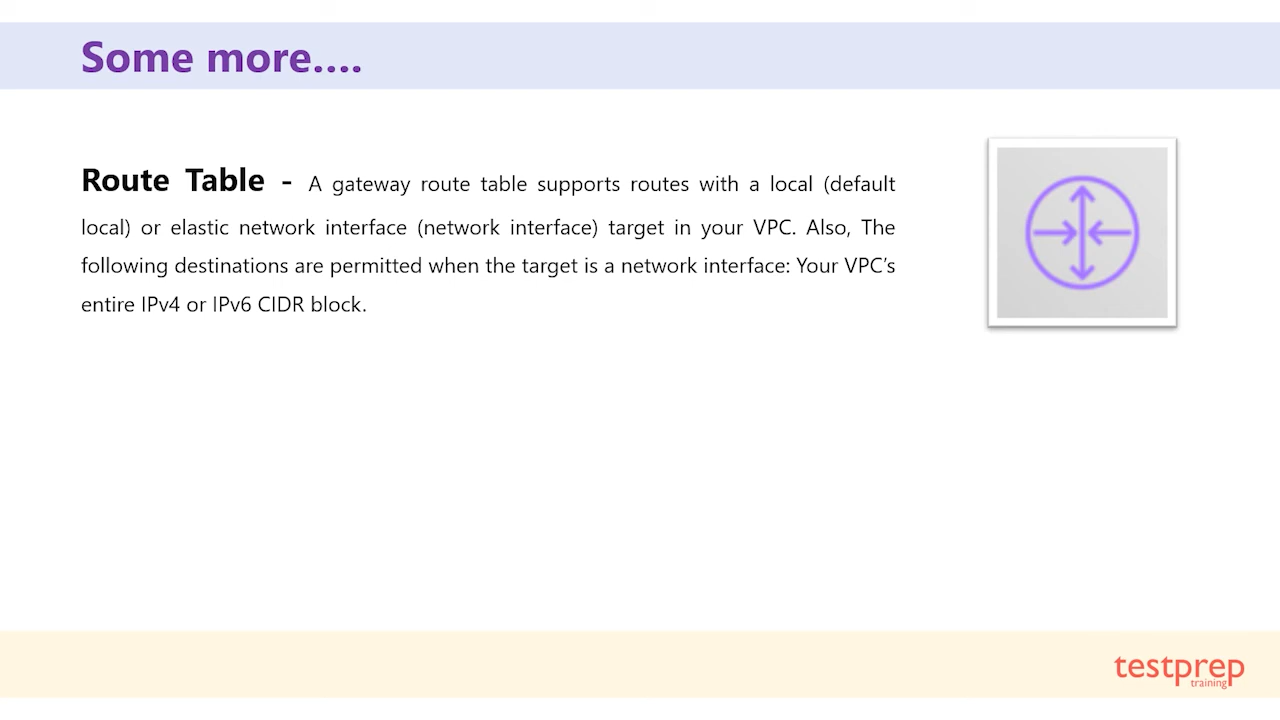 Some more....
Route Table - A gateway route table supports routes with a local (default
local) or elastic network interface (network interface) target in your VPC. Also, The
following destinations are permitted when the target is a network interface: Your VPC’s
entire IPv4 or IPv6 CIDR block.
testprep
training